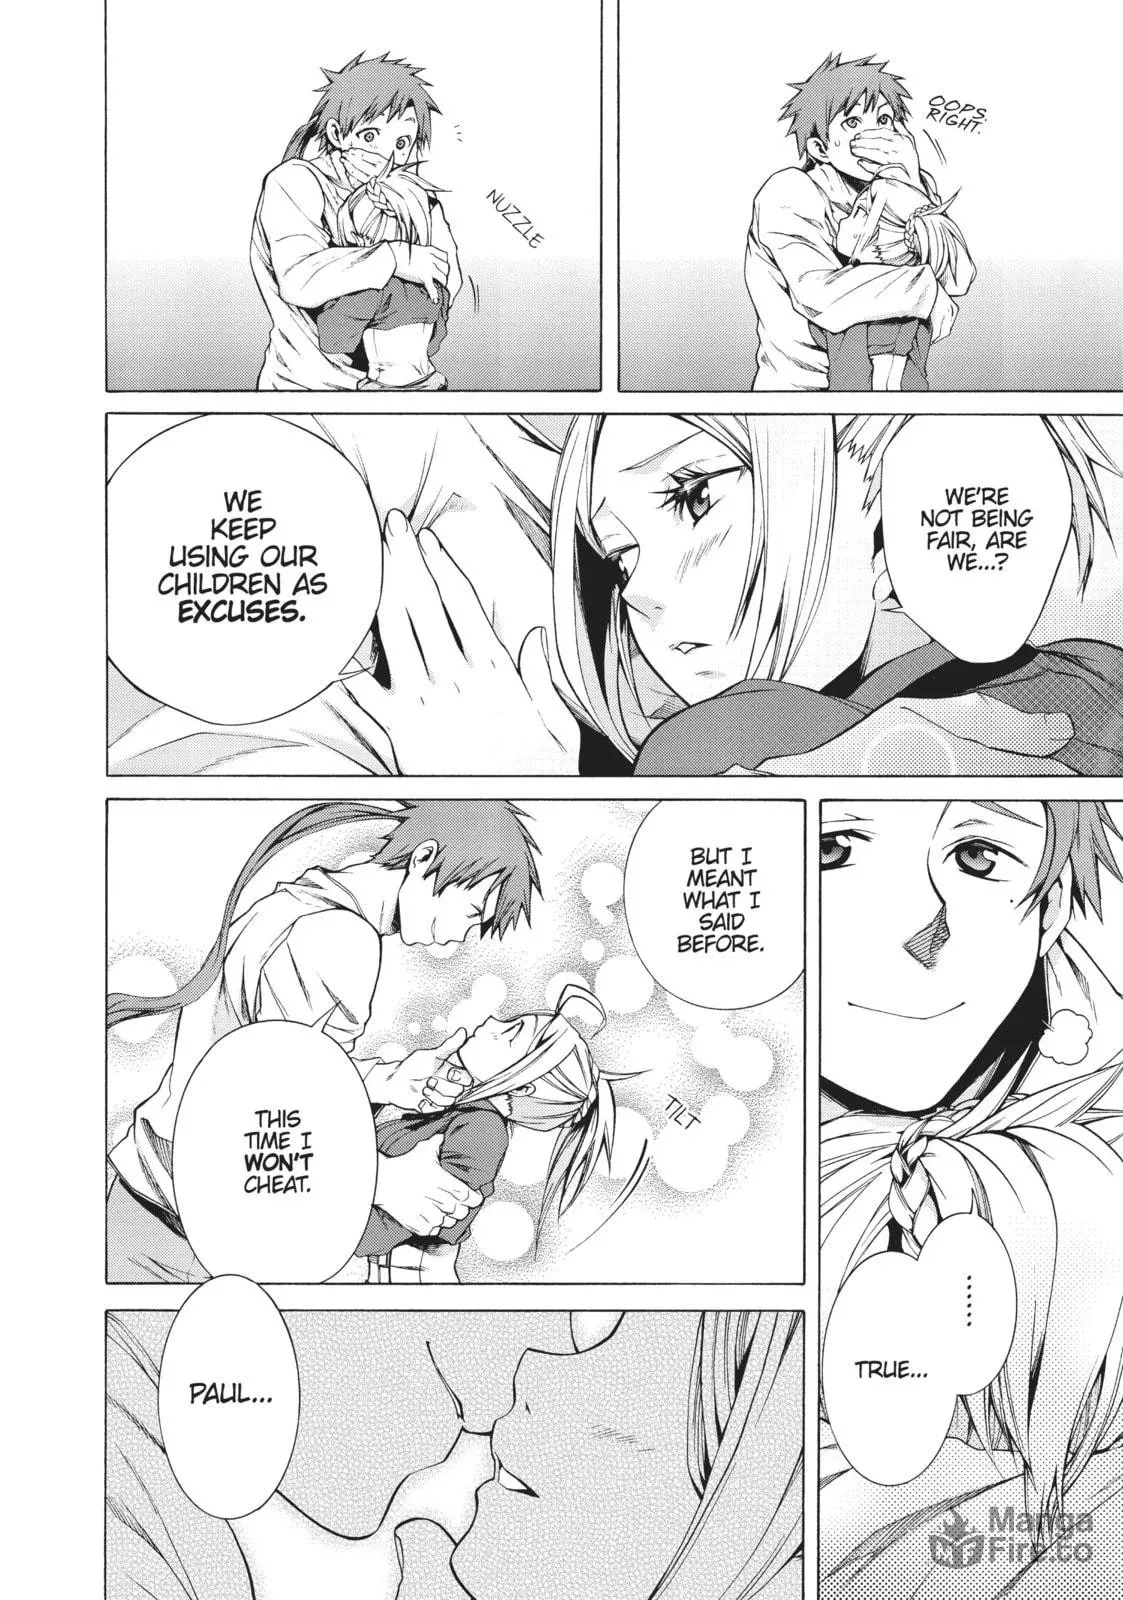 OOPS.
RIGHT.
NUZZLE
WE'RE
NOT BEING
FAIR, ARE
WE...?
WE
KEEP
USING OUR
CHILDREN AS
EXCUSES.
......
TRUE...
BUT I
MEANT
WHAT I
SAID
BEFORE.
TILT
THIS
TIME I
WON'T
CHEAT.
PAUL...
Manga
Fire.to